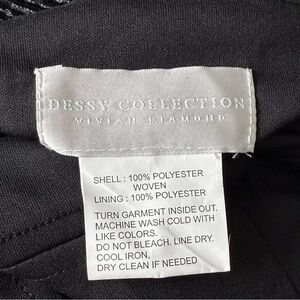 DESSY COLLECTION
VIVIAN DIAMOND
SHELL : 100% POLYESTER
WOVEN
LINING : 100% POLYESTER
TURN GARMENT INSIDE OUT.
MACHINE WASH COLD WITH
LIKE COLORS.
DO NOT BLEACH. LINE DRY.
COOL IRON,
DRY CLEAN IF NEEDED